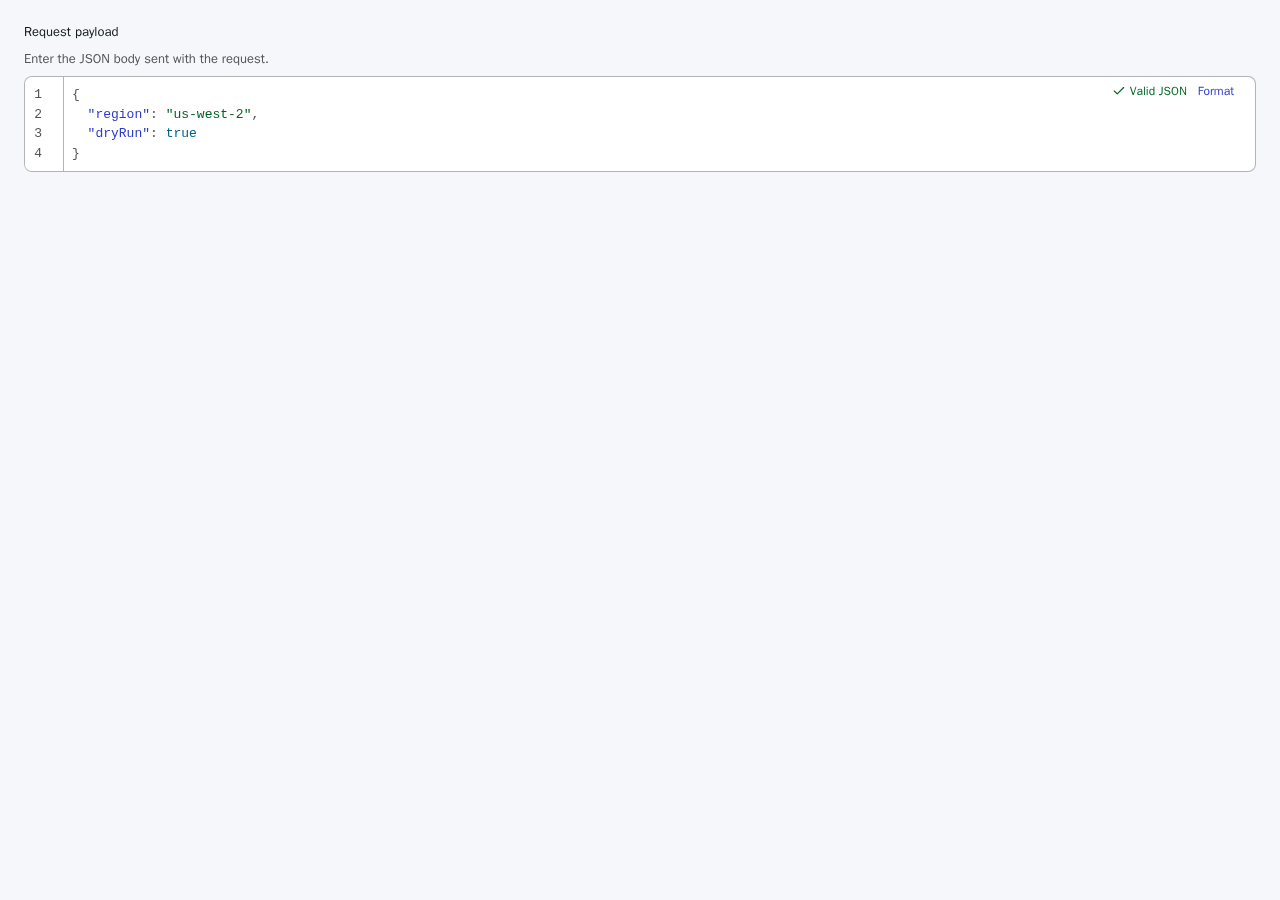 Request payload
Enter the JSON body sent with the request.
Valid JSON Format
1 {
2   "region": "us-west-2",
3   "dryRun": true
4 }